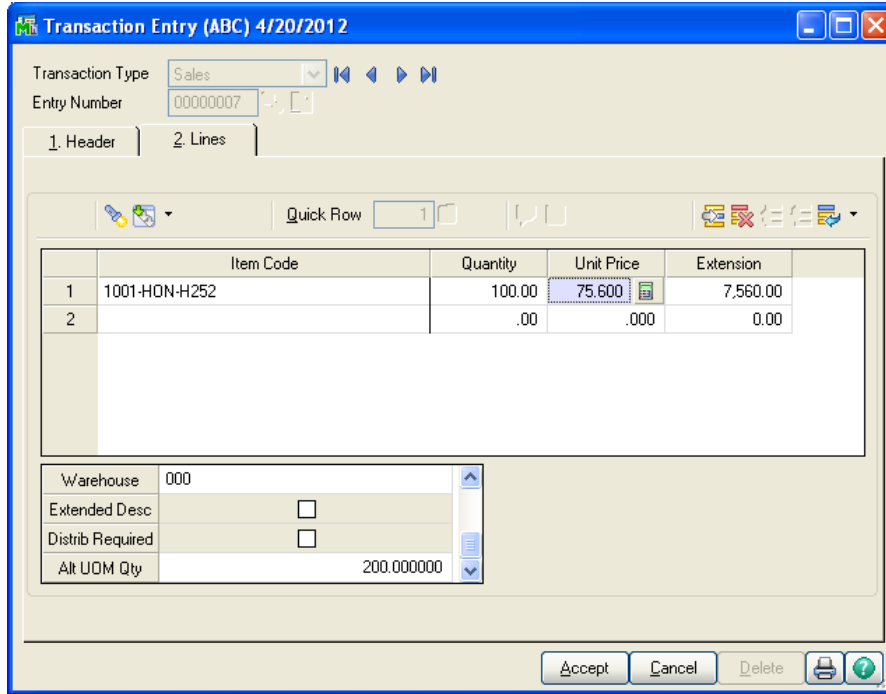 Transaction Entry (ABC) 4/20/2012
Transaction Type Sales
Entry Number 00000007
1. Header 2. Lines
Quick Row 1
Item Code Quantity Unit Price Extension
1 1001-HON-H252 100.00 75.600 7,560.00
2 .00 .000 0.00
Warehouse 000
Extended Desc
Distrib Required
Alt UOM Qty 200.000000
Accept Cancel Delete